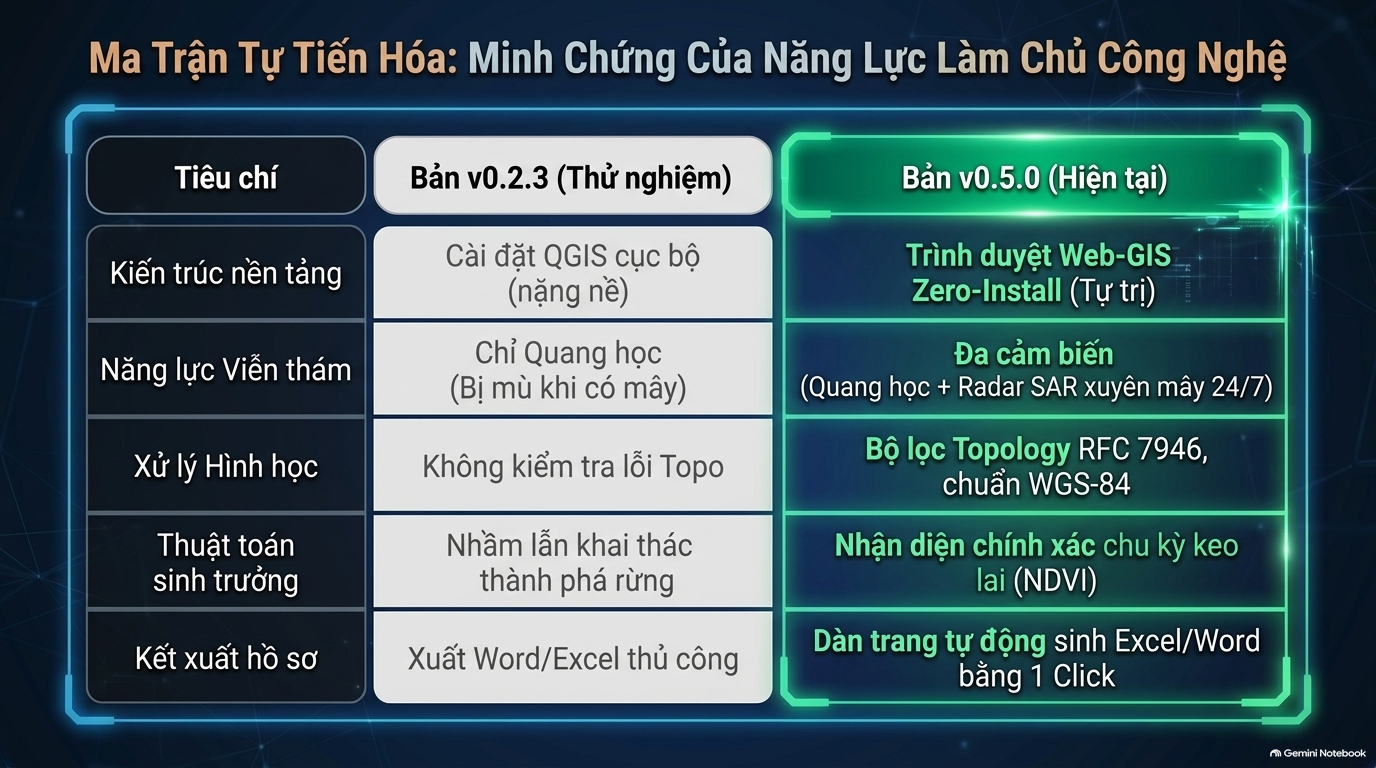 Ma Trận Tự Tiến Hóa: Minh Chứng Của Năng Lực Làm Chủ Công Nghệ
Tiêu chí
Bản v0.2.3 (Thử nghiệm)
Bản v0.5.0 (Hiện tại)
Kiến trúc nền tảng
Cài đặt QGIS cục bộ
(nặng nề)
Trình duyệt Web-GIS
Zero-Install (Tự trị)
Năng lực Viễn thám
Chỉ Quang học
(Bị mù khi có mây)
Đa cảm biến
(Quang học + Radar SAR xuyên mây 24/7)
Xử lý Hình học
Không kiểm tra lỗi Topo
Bộ lọc Topology RFC 7946,
chuẩn WGS-84
Thuật toán
sinh trưởng
Nhầm lẫn khai thác
thành phá rừng
Nhận diện chính xác chu kỳ keo
lai (NDVI)
Kết xuất hồ sơ
Xuất Word/Excel thủ công
Dàn trang tự động sinh Excel/Word
bằng 1 Click
Gemini Notebook